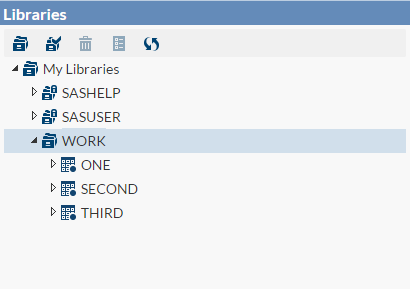 Libraries
My Libraries
SASHELP
SASUSER
WORK
ONE
SECOND
THIRD